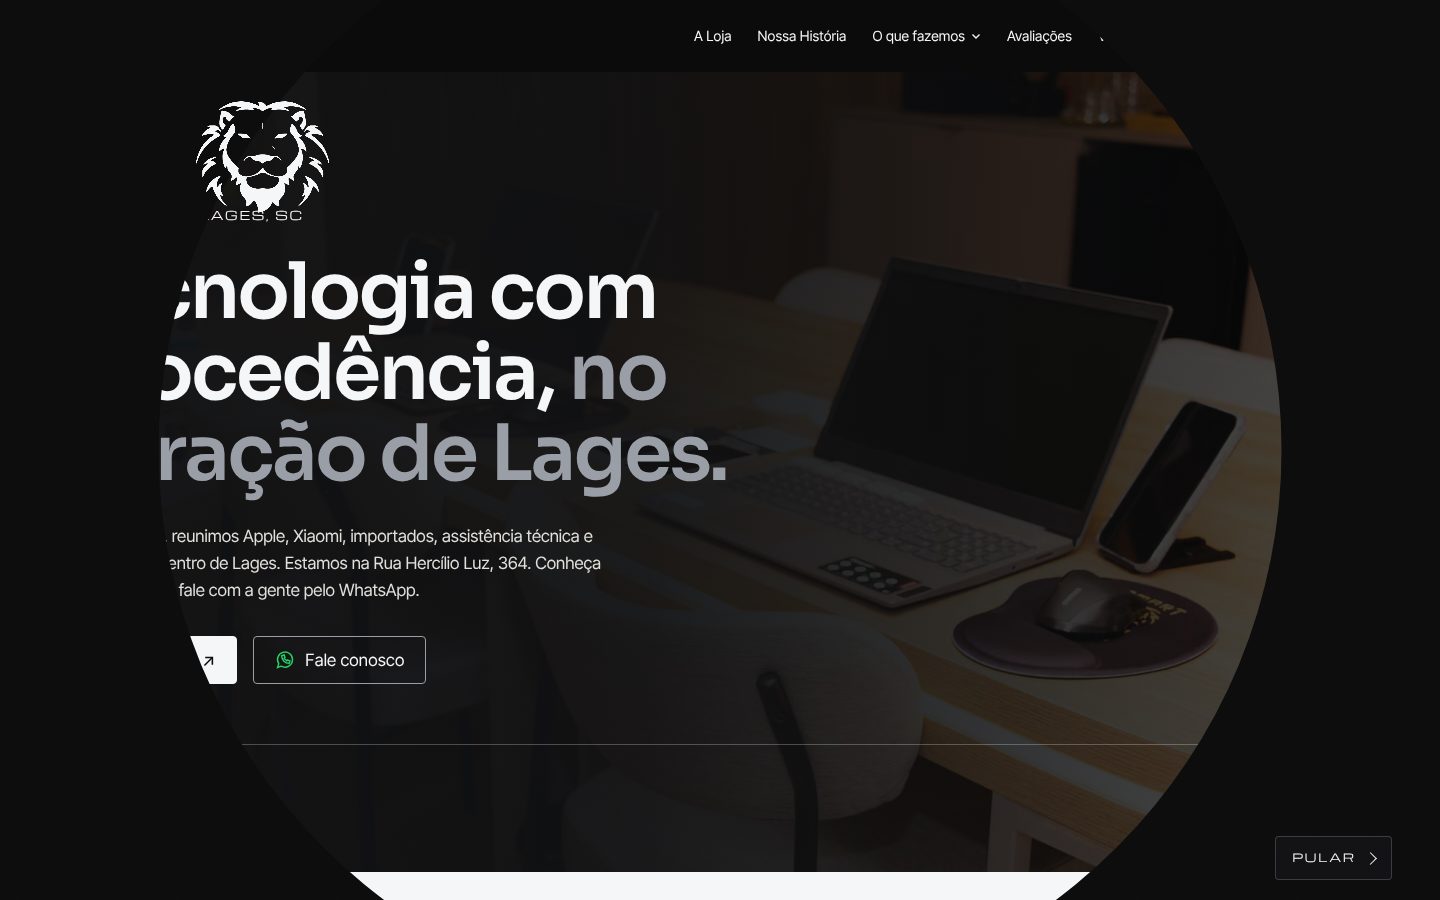 A Loja
Nossa História
O que fazemos
Avaliações
AGES, SC
cnologia com
ocedência, no
ração de Lages.
reunimos Apple, Xiaomi, importados, assistência técnica e
entro de Lages. Estamos na Rua Hercílio Luz, 364. Conheça
fale com a gente pelo WhatsApp.
Fale conosco
PULAR